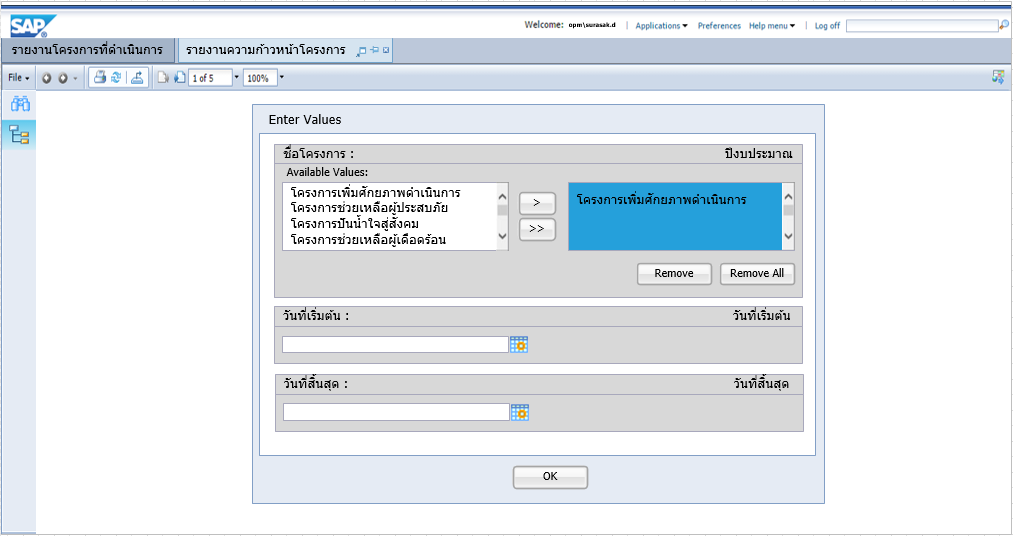 SAP
Welcome: opm\surasak.d | Applications Preferences Help menu | Log off
รายงานโครงการที่ดำเนินการ รายงานความก้าวหน้าโครงการ
File 1 of 5 100%
Enter Values
ชื่อโครงการ : ปีงบประมาณ
Available Values:
โครงการเพิ่มศักยภาพดำเนินการ
โครงการช่วยเหลือผู้ประสบภัย
โครงการปันน้ำใจสู่สังคม
โครงการช่วยเหลือผู้เดือดร้อน
>
>>
โครงการเพิ่มศักยภาพดำเนินการ
Remove Remove All
วันที่เริ่มต้น : วันที่เริ่มต้น
วันที่สิ้นสุด : วันที่สิ้นสุด
OK